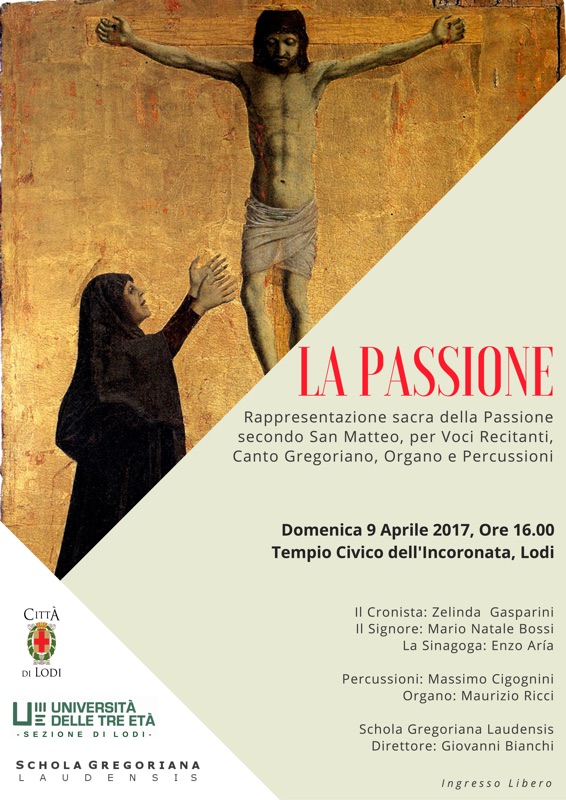 LA PASSIONE
Rappresentazione sacra della Passione
secondo San Matteo, per Voci Recitanti,
Canto Gregoriano, Organo e Percussioni
Domenica 9 Aprile 2017, Ore 16.00
Tempio Civico dell'Incoronata, Lodi
Il Cronista: Zelinda Gasparini
Il Signore: Mario Natale Bossi
La Sinagoga: Enzo Aría
Percussioni: Massimo Cigognini
Organo: Maurizio Ricci
Schola Gregoriana Laudensis
Direttore: Giovanni Bianchi
Ingresso Libero
CITTÀ
DI LODI
UNIVERSITÀ
DELLE TRE ETÀ
-SEZIONE DI LODI-
SCHOLA GREGORIANA
LAUDENSIS